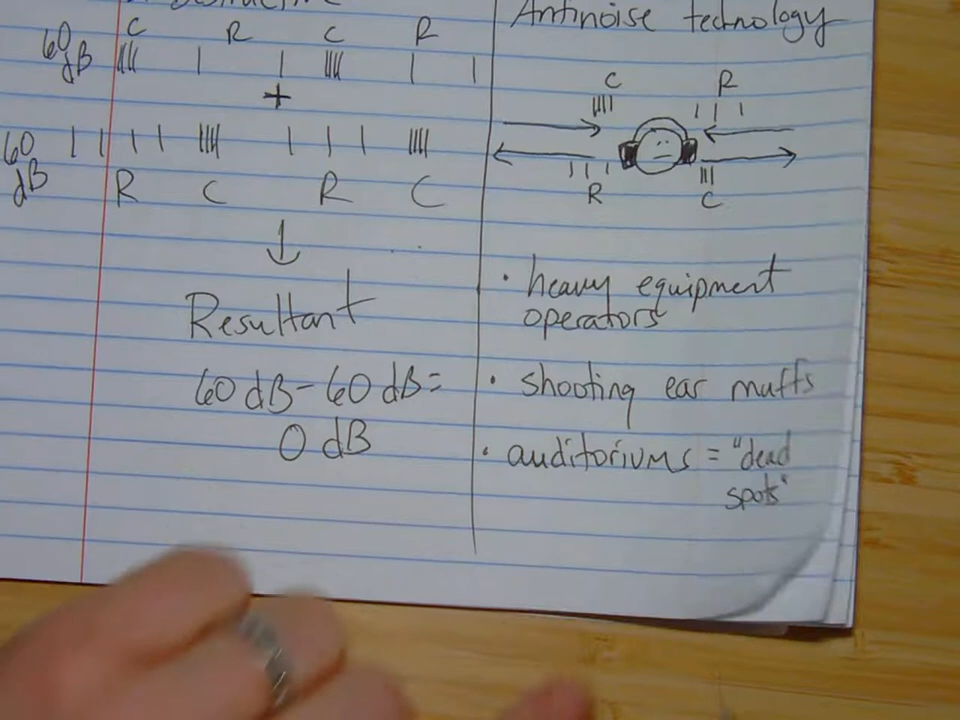 C R C R
60 dB
+
60 dB
R C R C
↓
Resultant
60 dB - 60 dB =
0 dB
Antinoise technology
C R
R C
• heavy equipment
operators
• shooting ear muffs
• auditoriums = "dead
spots"